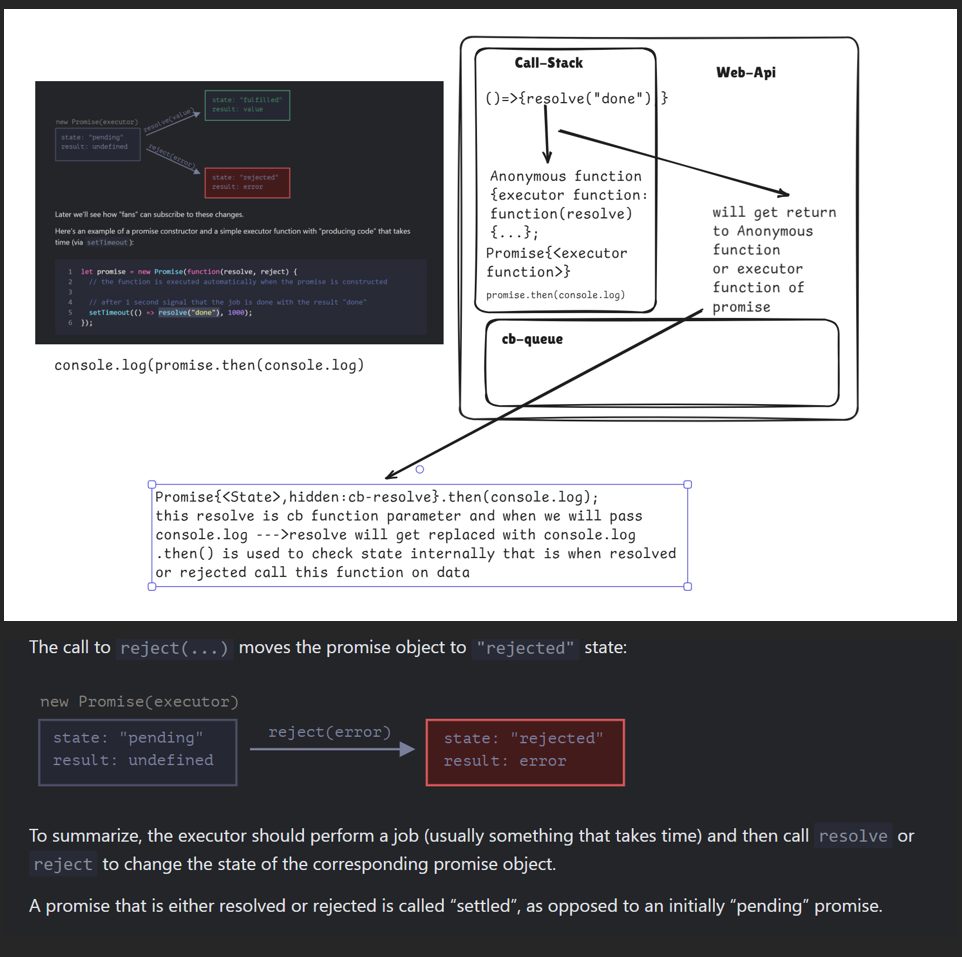 state: "fulfilled"
result: value
new Promise(executor)
resolve(value)
state: "pending"
result: undefined
reject(error)
state: "rejected"
result: error
Later we'll see how "fans" can subscribe to these changes.
Here's an example of a promise constructor and a simple executor function with "producing code" that takes
time (via setTimeout):
1 let promise = new Promise(function(resolve, reject) {
2 // the function is executed automatically when the promise is constructed
3
4 // after 1 second signal that the job is done with the result "done"
5 setTimeout(() => resolve("done"), 1000);
6 });
console.log(promise.then(console.log)
Call-Stack
Web-Api
()=>{resolve("done") }
Anonymous function
{executor function:
function(resolve)
{...};
Promise{<executor
function>}
promise.then(console.log)
will get return
to Anonymous
function
or executor
function of
promise
cb-queue
Promise{<State>,hidden:cb-resolve}.then(console.log);
this resolve is cb function parameter and when we will pass
console.log --->resolve will get replaced with console.log
.then() is used to check state internally that is when resolved
or rejected call this function on data
The call to reject(...) moves the promise object to "rejected" state:
new Promise(executor)
state: "pending"
result: undefined
reject(error)
state: "rejected"
result: error
To summarize, the executor should perform a job (usually something that takes time) and then call resolve or
reject to change the state of the corresponding promise object.
A promise that is either resolved or rejected is called “settled”, as opposed to an initially “pending” promise.